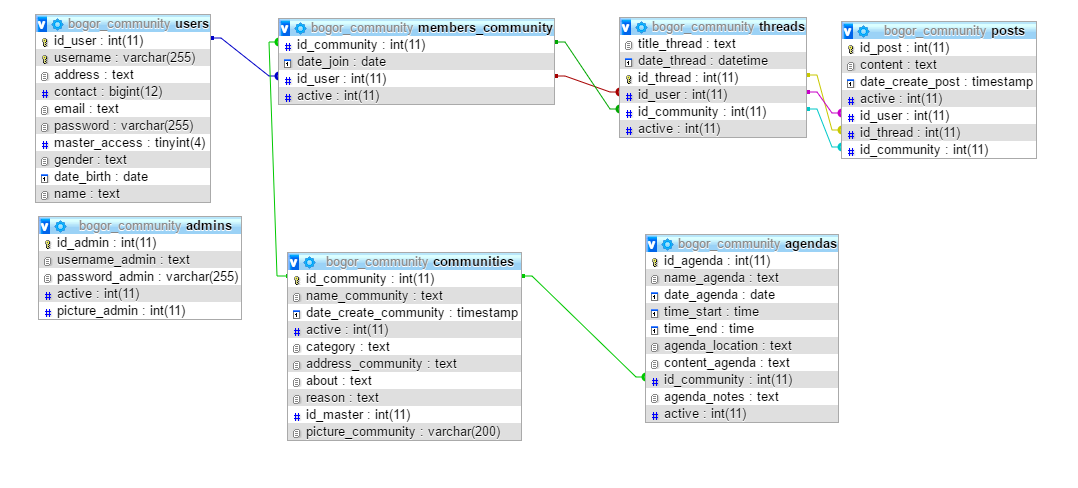 bogor_community users
id_user : int(11)
username : varchar(255)
address : text
contact : bigint(12)
email : text
password : varchar(255)
master_access : tinyint(4)
gender : text
date_birth : date
name : text
bogor_community members_community
id_community : int(11)
date_join : date
id_user : int(11)
active : int(11)
bogor_community threads
title_thread : text
date_thread : datetime
id_thread : int(11)
id_user : int(11)
id_community : int(11)
active : int(11)
bogor_community posts
id_post : int(11)
content : text
date_create_post : timestamp
active : int(11)
id_user : int(11)
id_thread : int(11)
id_community : int(11)
bogor_community admins
id_admin : int(11)
username_admin : text
password_admin : varchar(255)
active : int(11)
picture_admin : int(11)
bogor_community communities
id_community : int(11)
name_community : text
date_create_community : timestamp
active : int(11)
category : text
address_community : text
about : text
reason : text
id_master : int(11)
picture_community : varchar(200)
bogor_community agendas
id_agenda : int(11)
name_agenda : text
date_agenda : date
time_start : time
time_end : time
agenda_location : text
content_agenda : text
id_community : int(11)
agenda_notes : text
active : int(11)